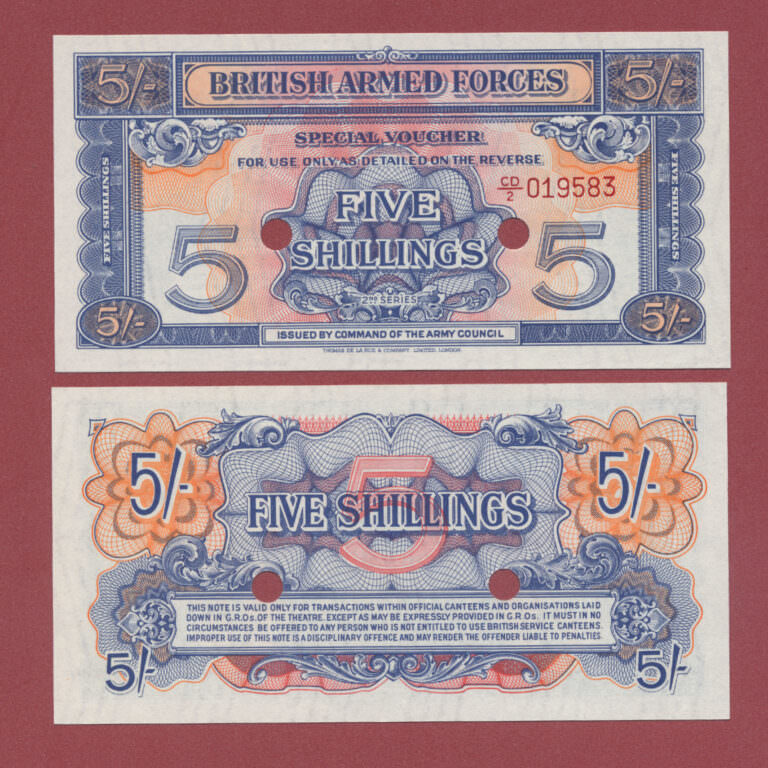 5/- BRITISH ARMED FORCES 5/-
SPECIAL VOUCHER
FOR USE ONLY AS DETAILED ON THE REVERSE
CD/2 019583
FIVE SHILLINGS
FIVE SHILLINGS
5 FIVE 5
SHILLINGS
2ND SERIES
5/- 5/-
ISSUED BY COMMAND OF THE ARMY COUNCIL
THOMAS DE LA RUE & COMPANY, LIMITED, LONDON.
5/- 5 5/-
FIVE SHILLINGS
THIS NOTE IS VALID ONLY FOR TRANSACTIONS WITHIN OFFICIAL CANTEENS AND ORGANISATIONS LAID
DOWN IN G.R.Os. OF THE THEATRE. EXCEPT AS MAY BE EXPRESSLY PROVIDED IN G.R.Os. IT MUST IN NO
CIRCUMSTANCES BE OFFERED TO ANY PERSON WHO IS NOT ENTITLED TO USE BRITISH SERVICE CANTEENS.
IMPROPER USE OF THIS NOTE IS A DISCIPLINARY OFFENCE AND MAY RENDER THE OFFENDER LIABLE TO PENALTIES.
5/- 5/-